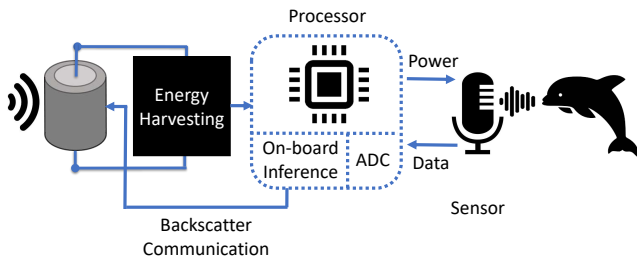 Processor
Energy
Harvesting
Power
On-board
Inference
ADC
Data
Sensor
Backscatter
Communication